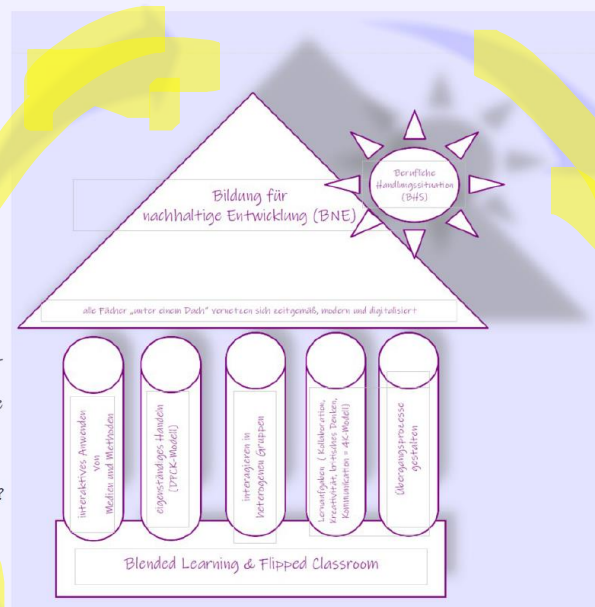 Berufliche
Handlungssituation
(BHS)
Bildung für
nachhaltige Entwicklung (BNE)
alle Fächer „unter einem Dach“ vernetzen sich zeitgemäß, modern und digitalisiert
interaktives Anwenden
von
Medien und Methoden
eigenständiges Handeln
(DPCK-Modell)
interagieren in
heterogenen Gruppen
Lernaufgaben (Kollaboration,
Kreativität, kritisches Denken,
Kommunikation = 4K-Modell)
Übergangsprozesse
gestalten
Blended Learning & Flipped Classroom